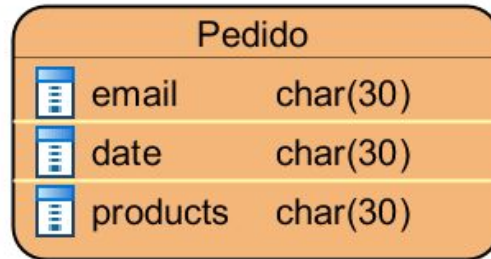 Pedido
email char(30)
date char(30)
products char(30)